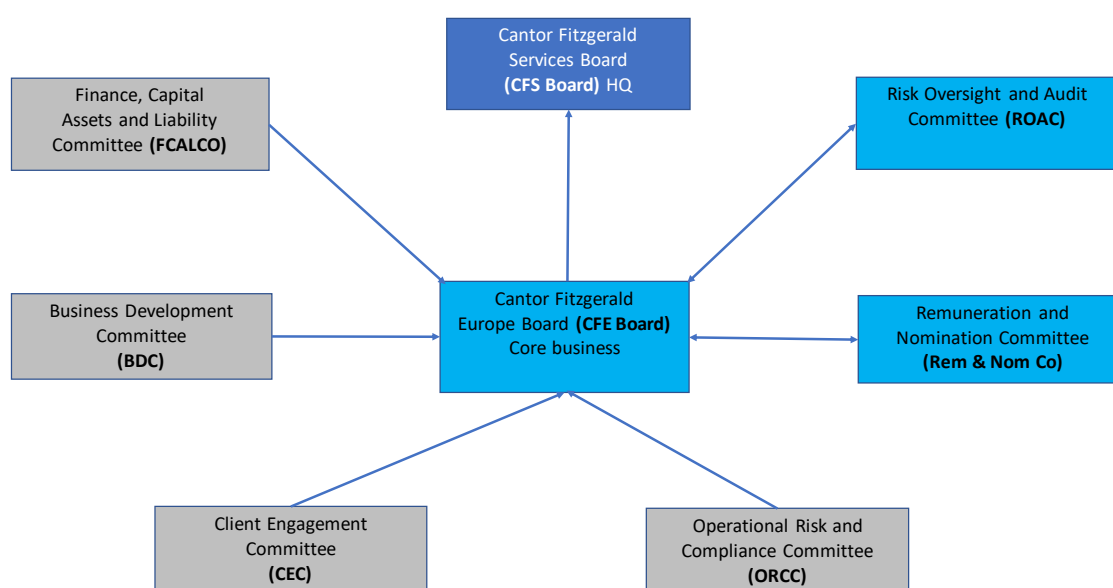 Cantor Fitzgerald
Services Board
(CFS Board) HQ
Finance, Capital
Assets and Liability
Committee (FCALCO)
Risk Oversight and Audit
Committee (ROAC)
Cantor Fitzgerald
Europe Board (CFE Board)
Core business
Business Development
Committee
(BDC)
Remuneration and
Nomination Committee
(Rem & Nom Co)
Client Engagement
Committee
(CEC)
Operational Risk and
Compliance Committee
(ORCC)